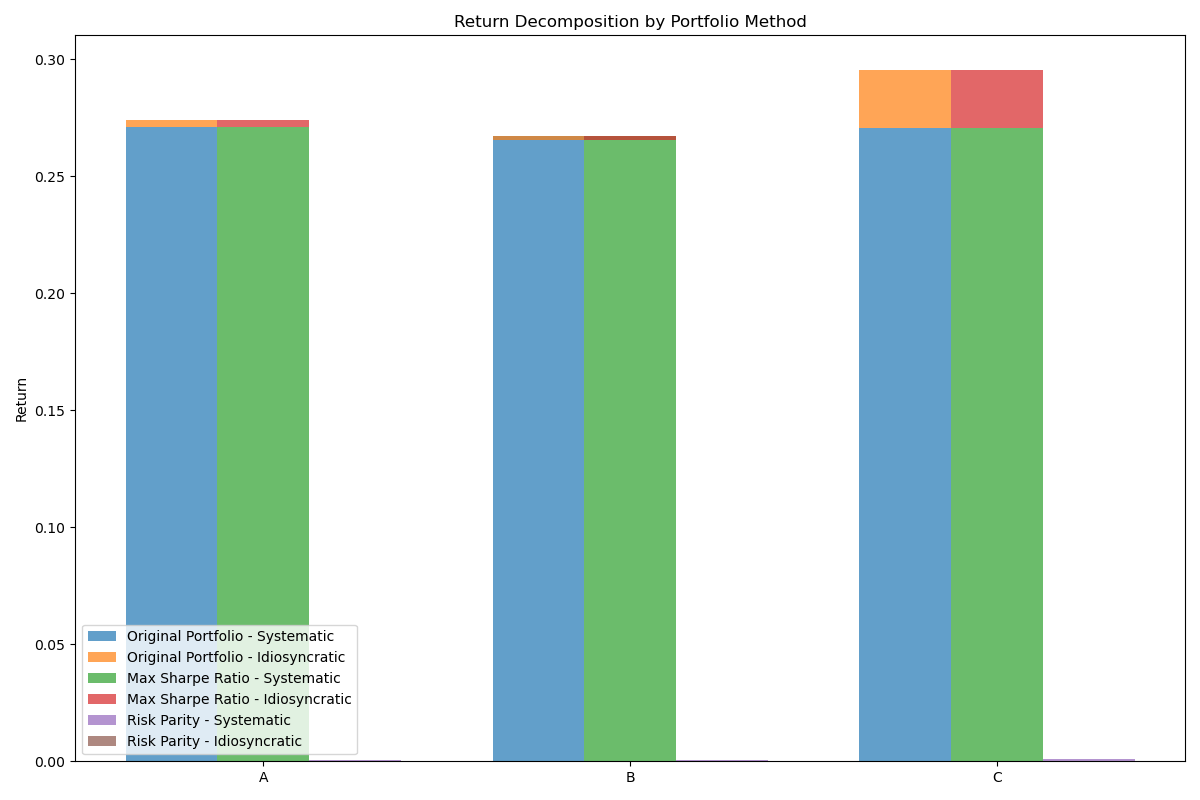 Return Decomposition by Portfolio Method
Return
0.30
0.25
0.20
0.15
0.10
0.05
0.00
Original Portfolio - Systematic
Original Portfolio - Idiosyncratic
Max Sharpe Ratio - Systematic
Max Sharpe Ratio - Idiosyncratic
Risk Parity - Systematic
Risk Parity - Idiosyncratic
A B C